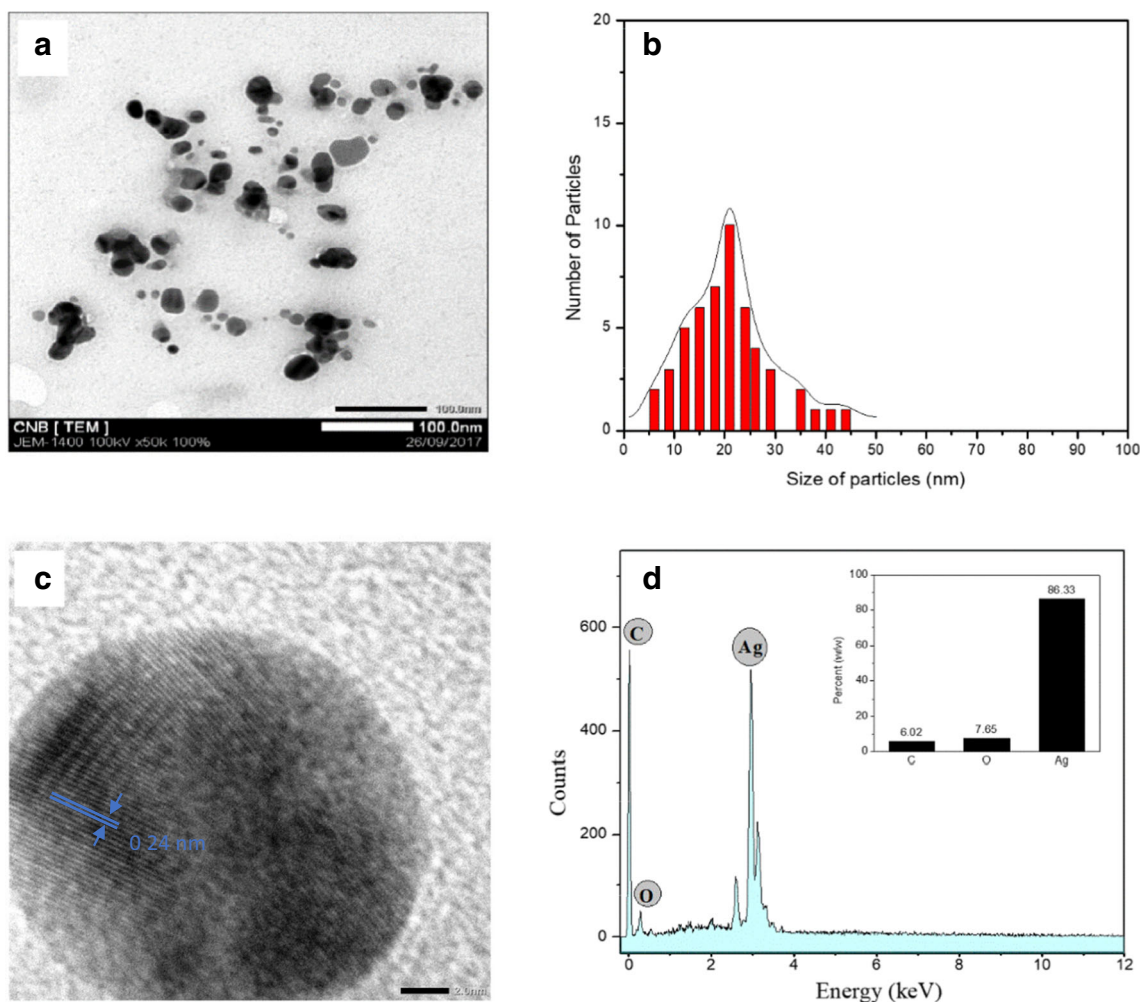 a
100.0nm
CNB [ TEM ]
100.0nm
JEM-1400 100kV x50k 100%
26/09/2017
b
20
15
10
5
0
Number of Particles
0 10 20 30 40 50 60 70 80 90 100
Size of particles (nm)
c
0.24 nm
2.0nm
d
600
400
200
0
Counts
C
O
Ag
0 2 4 6 8 10 12
Energy (keV)
100
80
60
40
20
0
Percent (w/w)
6.02
7.65
86.33
C O Ag